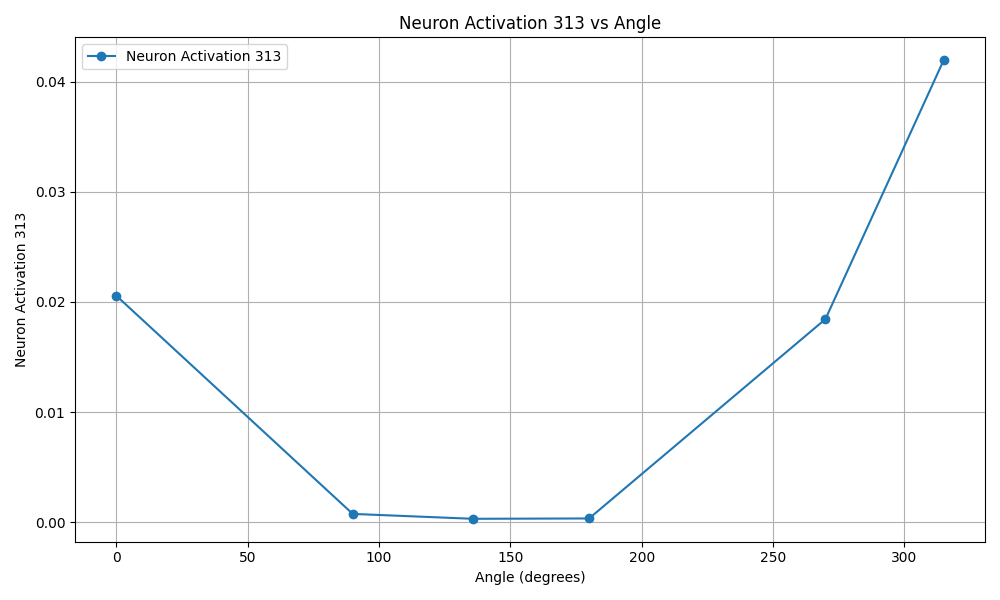 Neuron Activation 313 vs Angle
Neuron Activation 313
0.04
0.03
0.02
0.01
0.00
Neuron Activation 313
0 50 100 150 200 250 300
Angle (degrees)